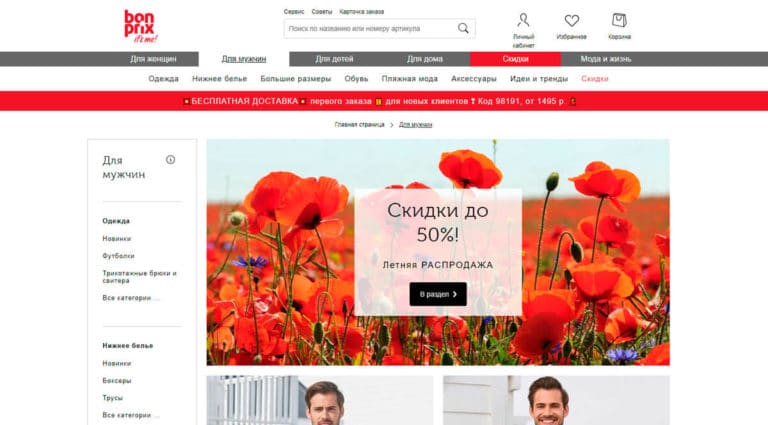 bon
prix
it's me!
Сервис Советы Карточка заказа
Поиск по названию или номеру артикула
Личный
кабинет
Избранное
Корзина
Для женщин Для мужчин Для детей Для дома Скидки Мода и жизнь
Одежда Нижнее белье Большие размеры Обувь Пляжная мода Аксессуары Идеи и тренды Скидки
БЕСПЛАТНАЯ ДОСТАВКА первого заказа для новых клиентов ! Код 98191, от 1495 р.
Главная страница > Для мужчин
Для
мужчин
Одежда
Новинки
Футболки
Трикотажные брюки и
свитера
Все категории ...
Нижнее белье
Новинки
Боксеры
Трусы
Все категории ...
Скидки до
50%!
Летняя РАСПРОДАЖА
В раздел